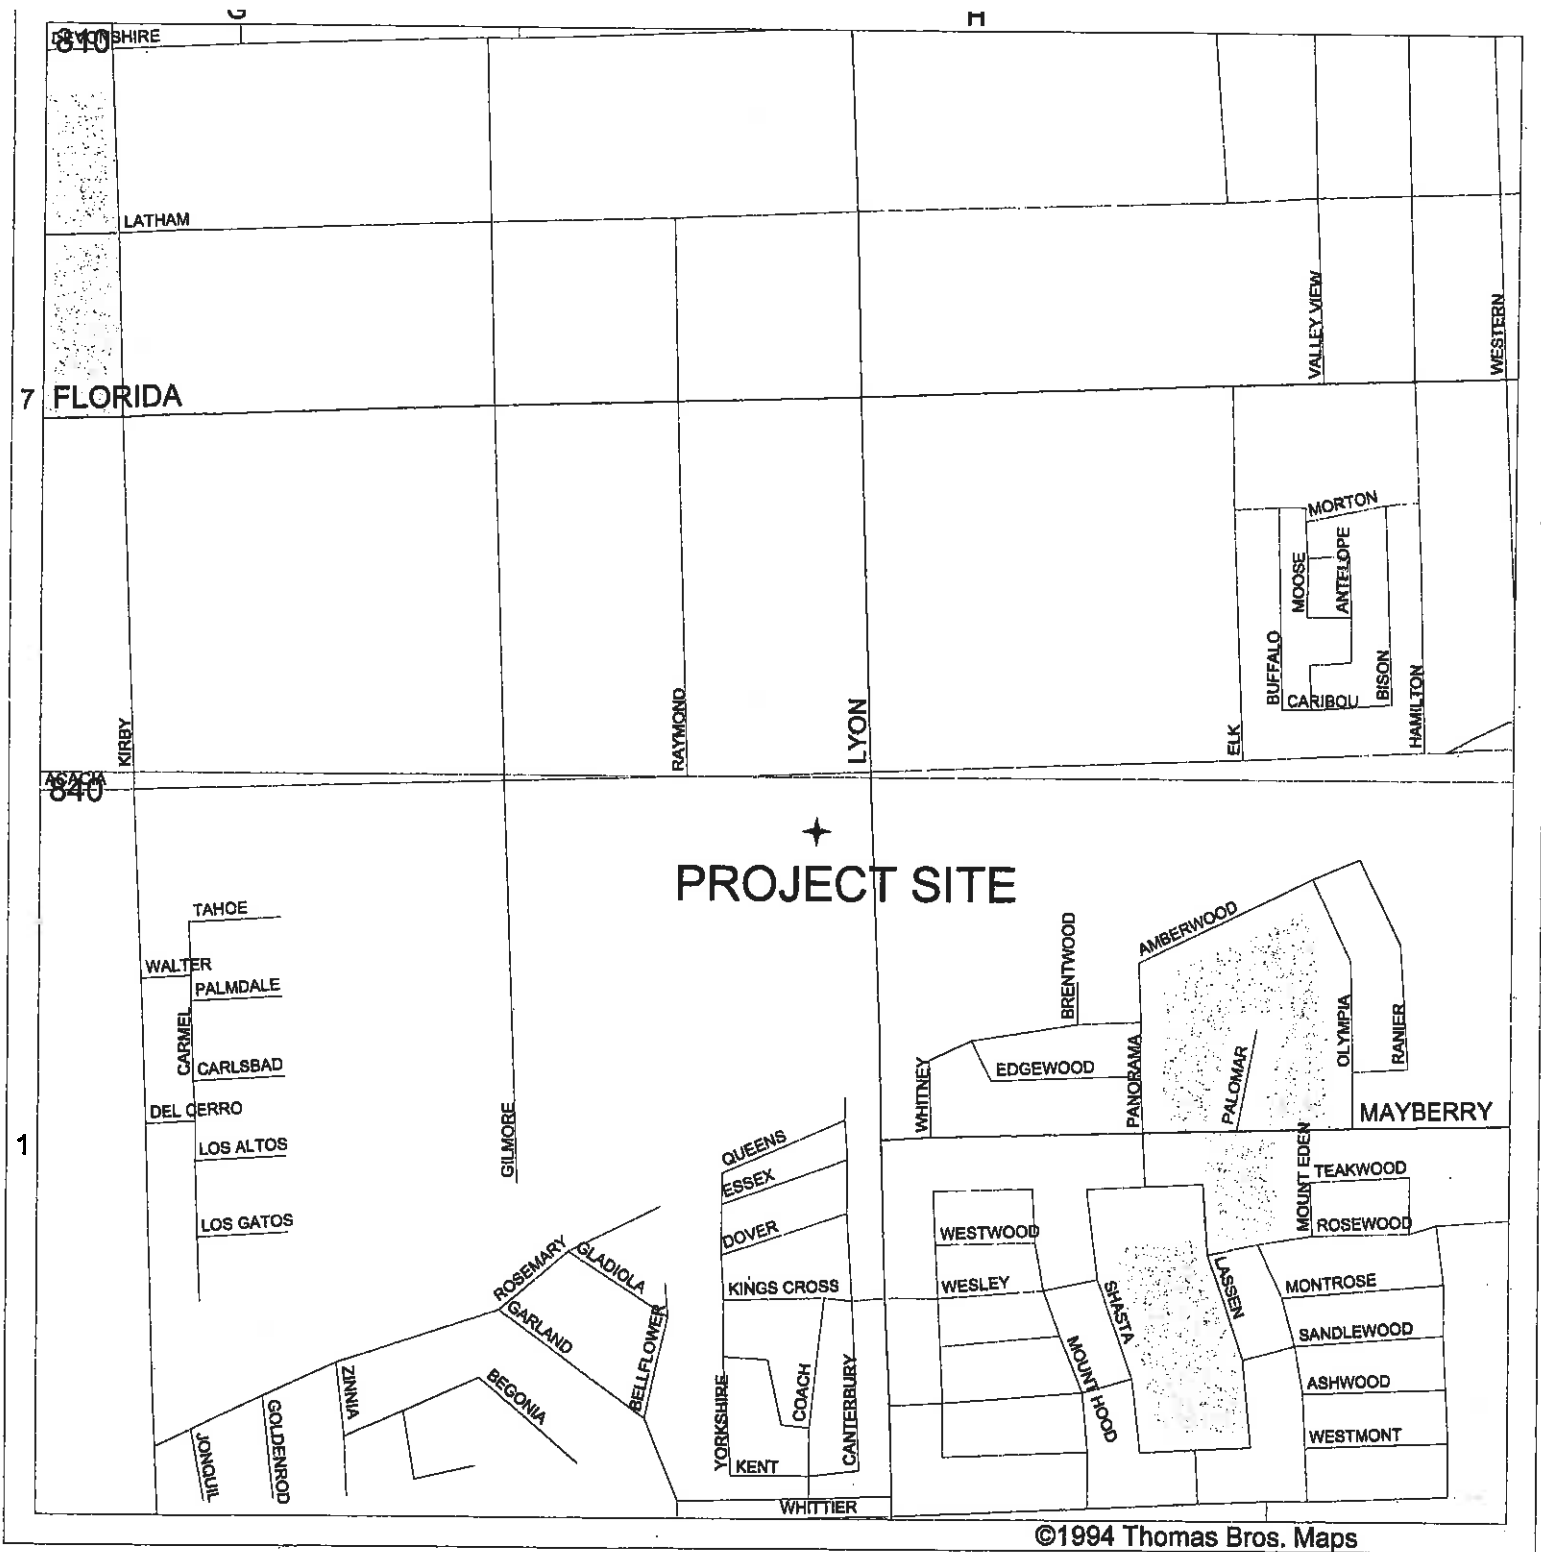 G
H
DEVONSHIRE
810
LATHAM
VALLEY VIEW
WESTERN
7
FLORIDA
MORTON
MOOSE
ANTELOPE
BUFFALO
BISON
CARIBOU
HAMILTON
KIRBY
RAYMOND
LYON
ELK
ACACIA
840
PROJECT SITE
TAHOE
AMBERWOOD
BRENTWOOD
WALTER
PALMDALE
CARMEL
OLYMPIA
RANIER
CARLSBAD
WHITNEY
EDGEWOOD
PANORAMA
PALOMAR
DEL CERRO
MAYBERRY
1
LOS ALTOS
GILMORE
QUEENS
MOUNT EDEN
TEAKWOOD
ESSEX
LOS GATOS
DOVER
WESTWOOD
ROSEWOOD
ROSEMARY
GLADIOLA
KINGS CROSS
WESLEY
SHASTA
LASSEN
MONTROSE
GARLAND
BELLFLOWER
SANDLEWOOD
ZINNIA
BEGONIA
YORKSHIRE
COACH
CANTERBURY
MOUNT HOOD
ASHWOOD
GOLDENROD
JONQUIL
WESTMONT
KENT
WHITTIER
©1994 Thomas Bros. Maps